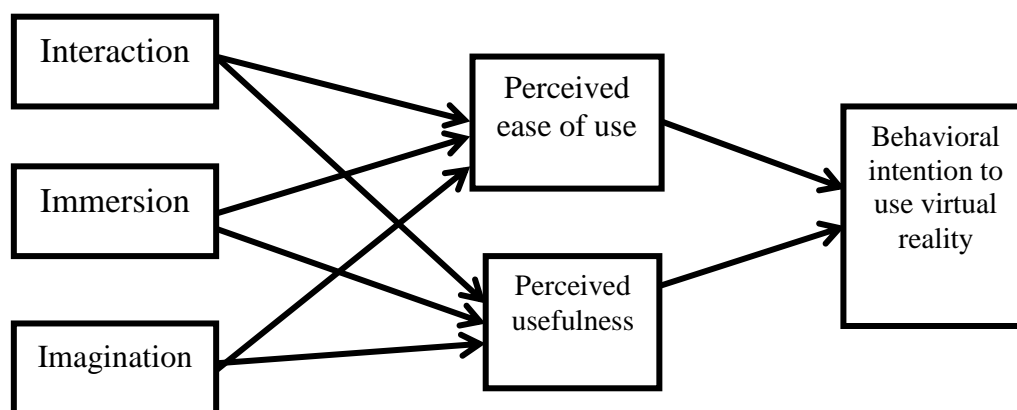 Interaction
Immersion
Imagination
Perceived
ease of use
Perceived
usefulness
Behavioral
intention to
use virtual
reality